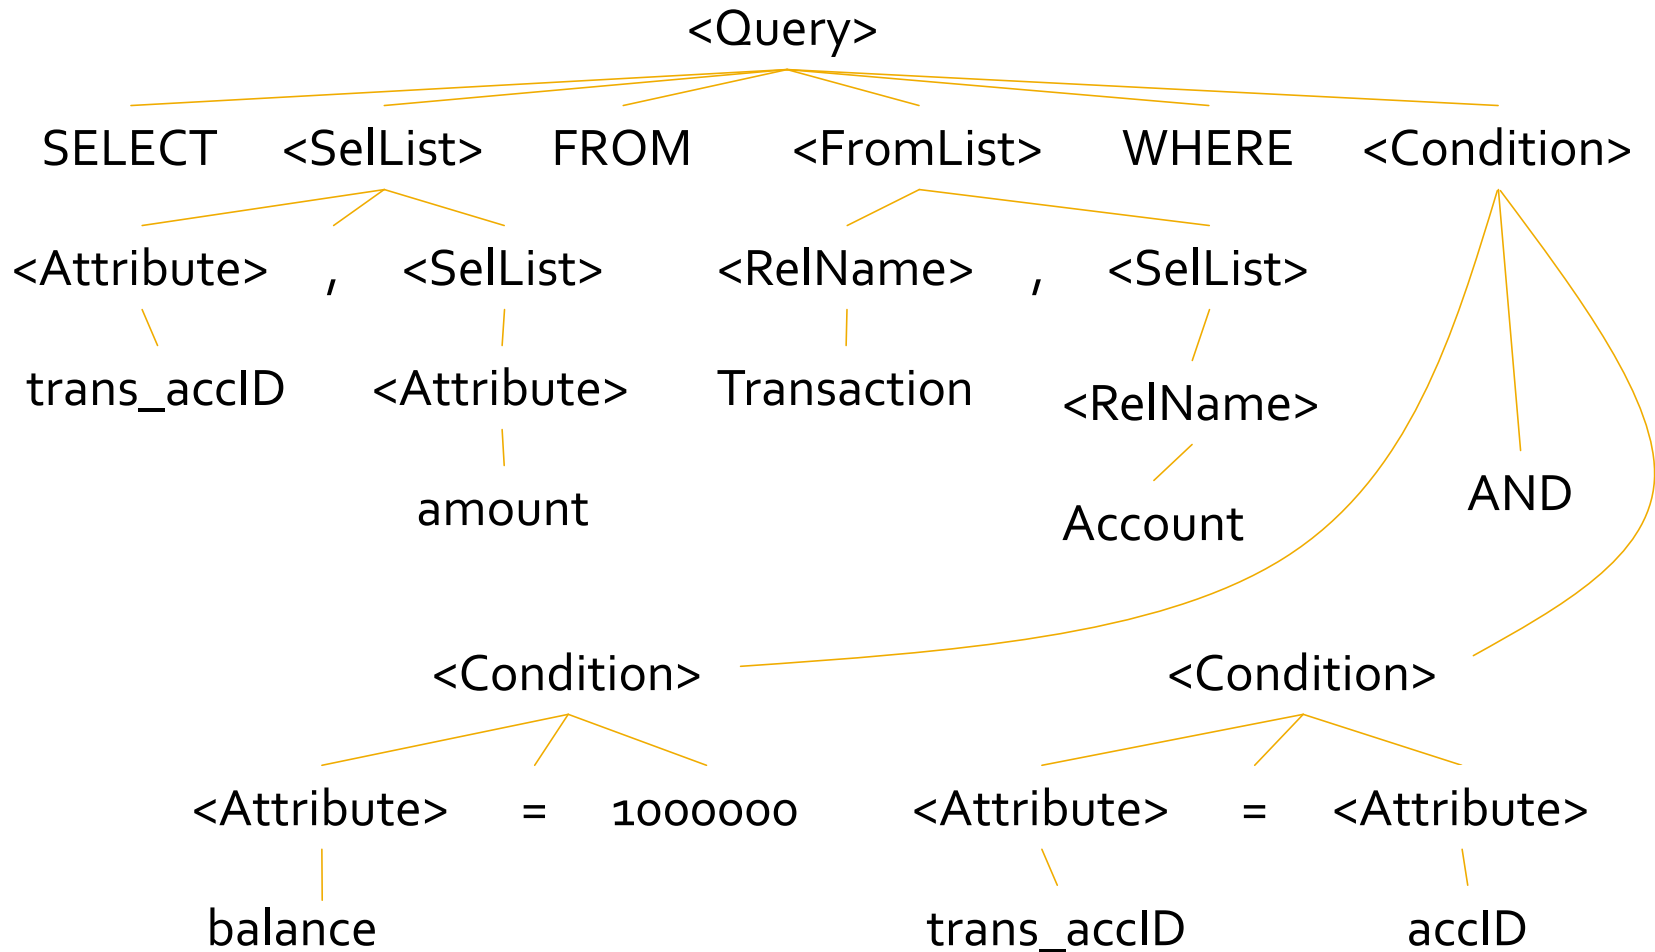 <Query>
SELECT <SelList> FROM <FromList> WHERE <Condition>
<Attribute> , <SelList> <RelName> , <SelList>
trans_accID <Attribute> Transaction <RelName>
amount Account AND
<Condition> <Condition>
<Attribute> = 1000000 <Attribute> = <Attribute>
balance trans_accID accID